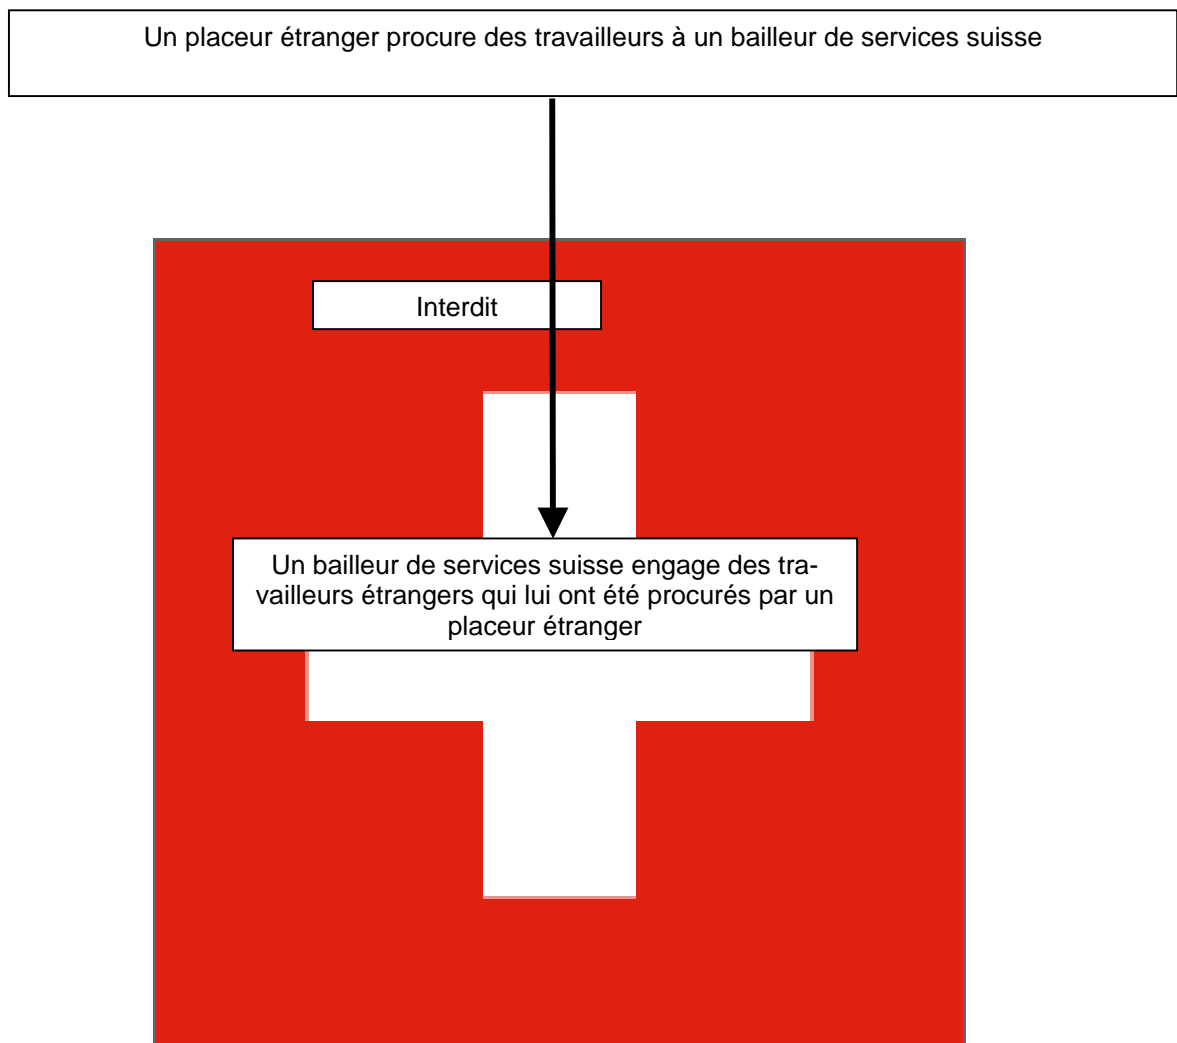 Un placeur étranger procure des travailleurs à un bailleur de services suisse
Interdit
Un bailleur de services suisse engage des tra-
vailleurs étrangers qui lui ont été procurés par un
placeur étranger